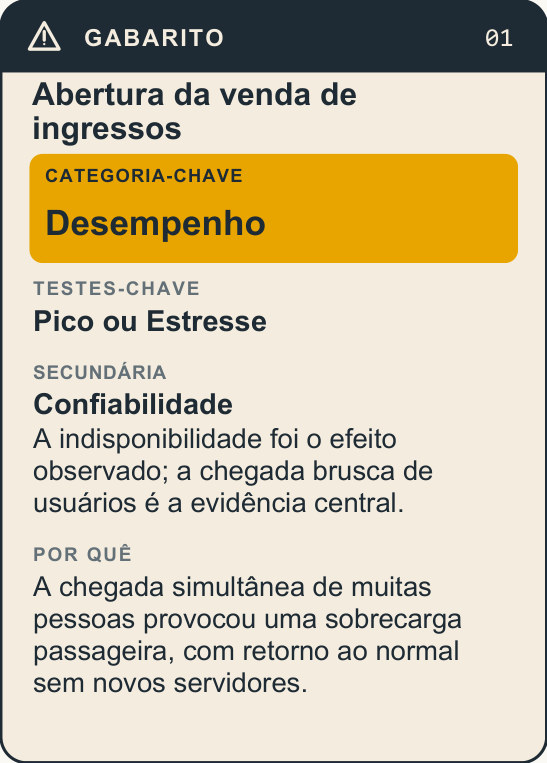 GABARITO
01
Abertura da venda de
ingressos
CATEGORIA-CHAVE
Desempenho
TESTES-CHAVE
Pico ou Estresse
SECUNDÁRIA
Confiabilidade
A indisponibilidade foi o efeito
observado; a chegada brusca de
usuários é a evidência central.
POR QUÊ
A chegada simultânea de muitas
pessoas provocou uma sobrecarga
passageira, com retorno ao normal
sem novos servidores.